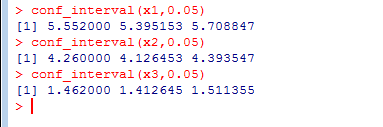 > conf_interval(x1,0.05)
[1] 5.552000 5.395153 5.708847
> conf_interval(x2,0.05)
[1] 4.260000 4.126453 4.393547
> conf_interval(x3,0.05)
[1] 1.462000 1.412645 1.511355
>